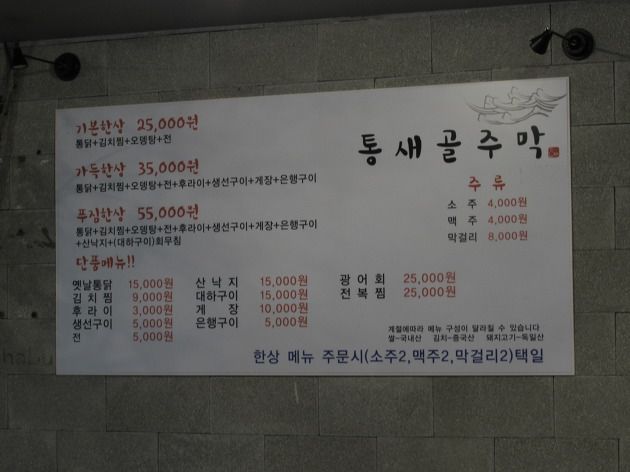 통새골주막
기본한상 25,000원
통닭+김치찜+오뎅탕+전
가득한상 35,000원
통닭+김치찜+오뎅탕+전+후라이+생선구이+게장+은행구이
푸짐한상 55,000원
통닭+김치찜+오뎅탕+전+후라이+생선구이+게장+은행구이
+산낙지+(대하구이)회무침
주 류
소 주 4,000원
맥 주 4,000원
막걸리 8,000원
단풍메뉴!!
옛날통닭 15,000원
김 치 찜 9,000원
후 라 이 3,000원
생선구이 5,000원
전 5,000원
산 낙 지 15,000원
대하구이 15,000원
게 장 10,000원
은행구이 5,000원
광 어 회 25,000원
전 복 찜 25,000원
계절에따라 메뉴 구성이 달라질 수 있습니다
쌀-국내산 김치-중국산 돼지고기-독일산
한상 메뉴 주문시(소주2,맥주2,막걸리2)택일